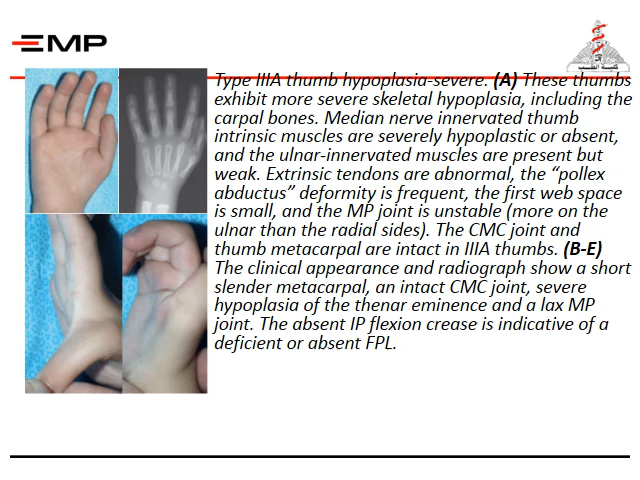 EMP
كلية الطب
Type IIIA thumb hypoplasia-severe. (A) These thumbs
exhibit more severe skeletal hypoplasia, including the
carpal bones. Median nerve innervated thumb
intrinsic muscles are severely hypoplastic or absent,
and the ulnar-innervated muscles are present but
weak. Extrinsic tendons are abnormal, the “pollex
abductus” deformity is frequent, the first web space
is small, and the MP joint is unstable (more on the
ulnar than the radial sides). The CMC joint and
thumb metacarpal are intact in IIIA thumbs. (B-E)
The clinical appearance and radiograph show a short
slender metacarpal, an intact CMC joint, severe
hypoplasia of the thenar eminence and a lax MP
joint. The absent IP flexion crease is indicative of a
deficient or absent FPL.